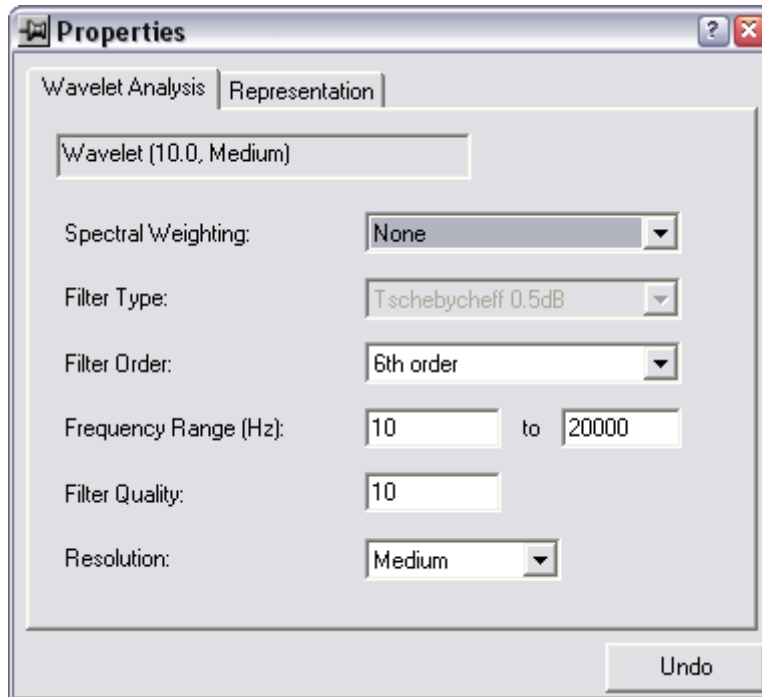 Properties
Wavelet Analysis Representation
Wavelet (10.0, Medium)
Spectral Weighting: None
Filter Type: Tschebycheff 0.5dB
Filter Order: 6th order
Frequency Range (Hz): 10 to 20000
Filter Quality: 10
Resolution: Medium
Undo